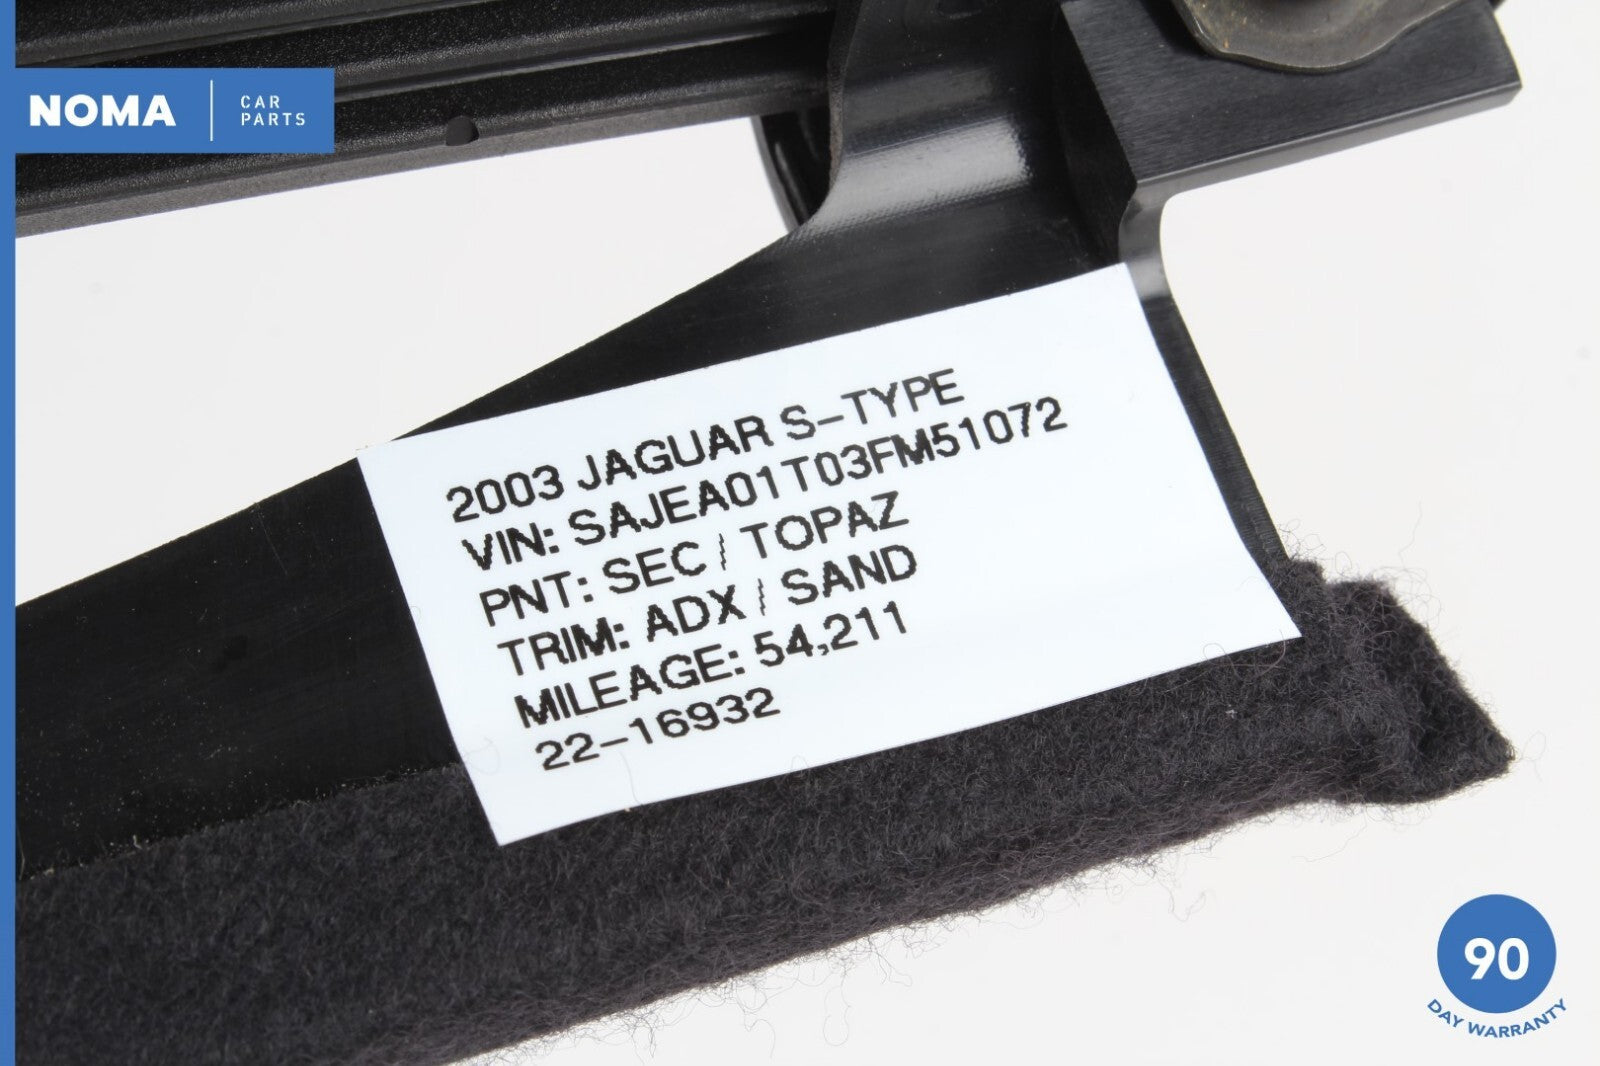 NOMA
CAR
PARTS
2003 JAGUAR S-TYPE
VIN: SAJEA01T03FM51072
PNT: SEC / TOPAZ
TRIM: ADX / SAND
MILEAGE: 54,211
22-16932
90
DAY WARRANTY